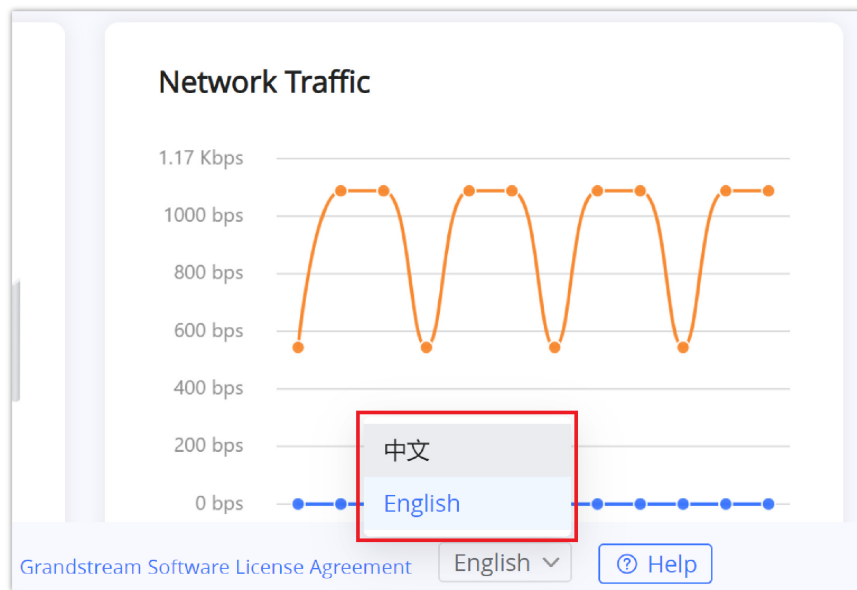 Network Traffic
1.17 Kbps
1000 bps
800 bps
600 bps
400 bps
200 bps
0 bps
中文
English
Grandstream Software License Agreement
English
Help